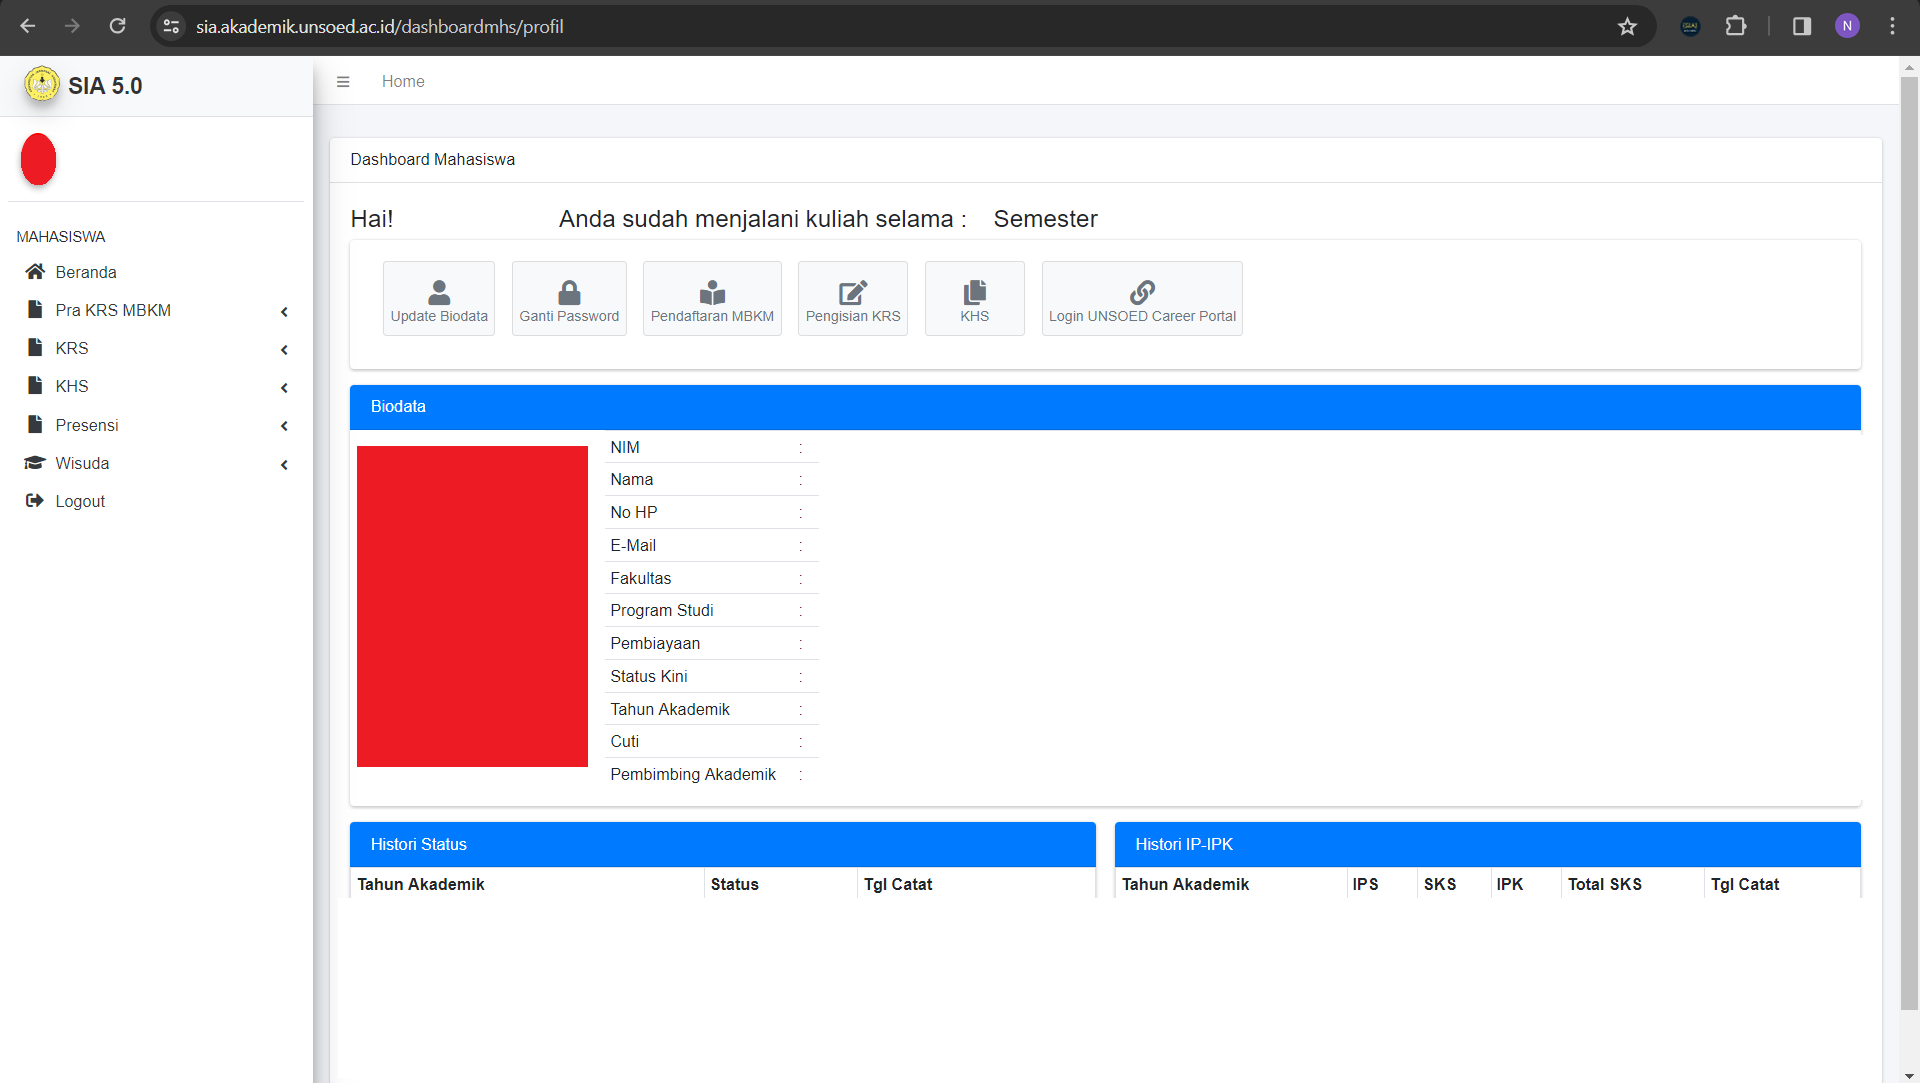 sia.akademik.unsoed.ac.id/dashboardmhs/profil
N
SIA 5.0
Home
MAHASISWA
Beranda
Pra KRS MBKM
KRS
KHS
Presensi
Wisuda
Logout
Dashboard Mahasiswa
Hai! Anda sudah menjalani kuliah selama : Semester
Update Biodata
Ganti Password
Pendaftaran MBKM
Pengisian KRS
KHS
Login UNSOED Career Portal
Biodata
NIM :
Nama :
No HP :
E-Mail :
Fakultas :
Program Studi :
Pembiayaan :
Status Kini :
Tahun Akademik :
Cuti :
Pembimbing Akademik :
Histori Status
Tahun Akademik Status Tgl Catat
Histori IP-IPK
Tahun Akademik IPS SKS IPK Total SKS Tgl Catat